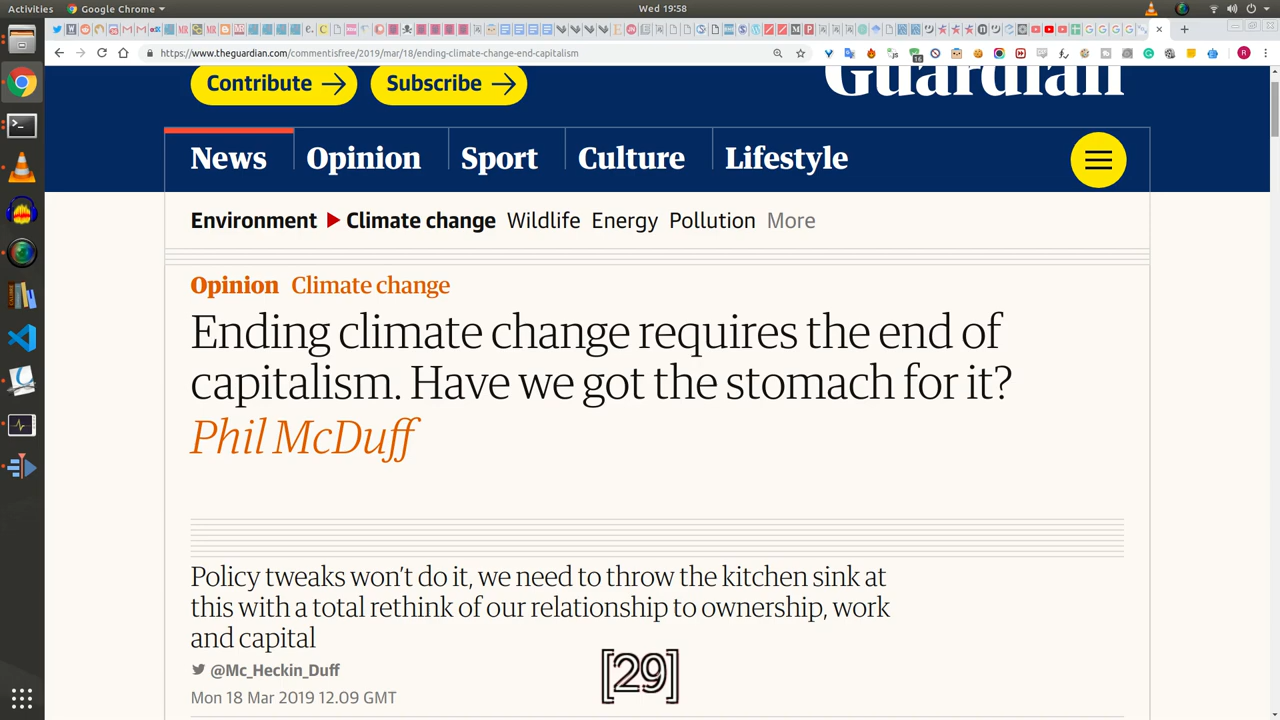 Activities Google Chrome Wed 19:58
https://www.theguardian.com/commentisfree/2019/mar/18/ending-climate-change-end-capitalism
16
R
Contribute Subscribe
Guardian
News Opinion Sport Culture Lifestyle
Environment Climate change Wildlife Energy Pollution More
Opinion Climate change
Ending climate change requires the end of
capitalism. Have we got the stomach for it?
Phil McDuff
Policy tweaks won't do it, we need to throw the kitchen sink at
this with a total rethink of our relationship to ownership, work
and capital
@Mc_Heckin_Duff
Mon 18 Mar 2019 12.09 GMT
[29]